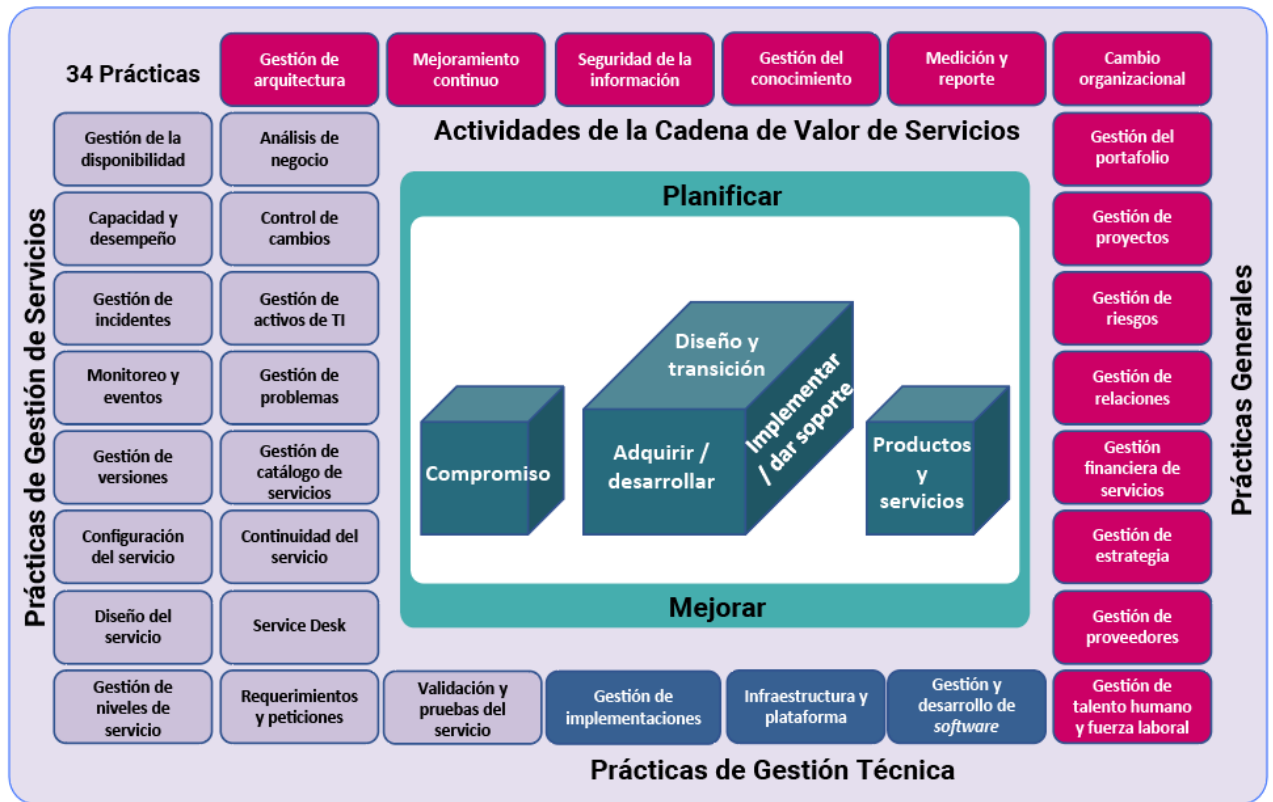 34 Prácticas
Gestión de
arquitectura
Mejoramiento
continuo
Seguridad de la
información
Gestión del
conocimiento
Medición y
reporte
Cambio
organizacional
Prácticas de Gestión de Servicios
Gestión de la
disponibilidad
Análisis de
negocio
Capacidad y
desempeño
Control de
cambios
Gestión de
incidentes
Gestión de
activos de TI
Monitoreo y
eventos
Gestión de
problemas
Gestión de
versiones
Gestión de
catálogo de
servicios
Configuración
del servicio
Continuidad del
servicio
Diseño del
servicio
Service Desk
Gestión de
niveles de
servicio
Requerimientos
y peticiones
Validación y
pruebas del
servicio
Actividades de la Cadena de Valor de Servicios
Planificar
Compromiso
Diseño y
transición
Adquirir /
desarrollar
Implementar
/ dar soporte
Productos
y
servicios
Mejorar
Gestión de
implementaciones
Infraestructura y
plataforma
Gestión y
desarrollo de
software
Prácticas de Gestión Técnica
Gestión del
portafolio
Gestión de
proyectos
Gestión de
riesgos
Gestión de
relaciones
Gestión
financiera de
servicios
Gestión de
estrategia
Gestión de
proveedores
Gestión de
talento humano
y fuerza laboral
Prácticas Generales